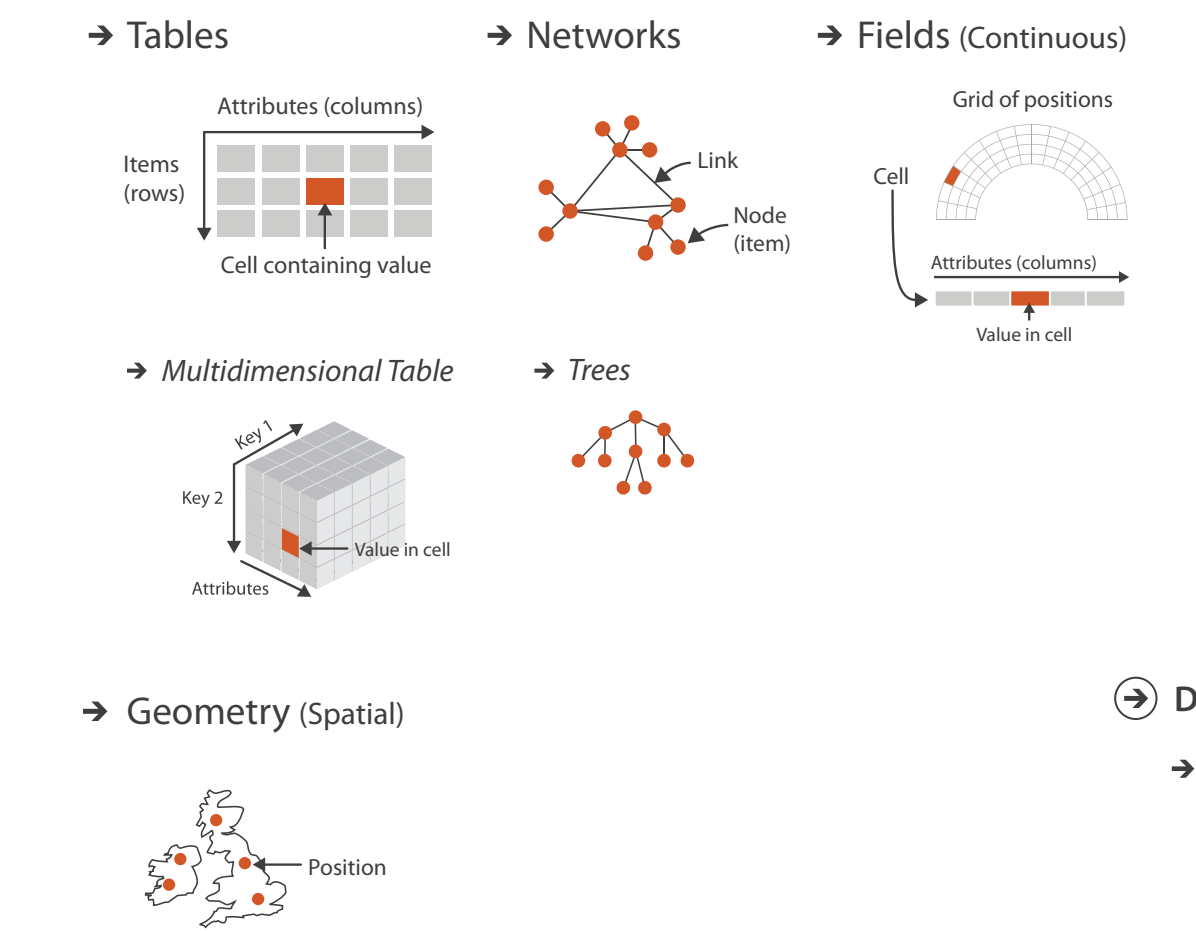 → Tables
→ Networks
→ Fields (Continuous)
Attributes (columns)
Items
(rows)
Cell containing value
Link
Node
(item)
Grid of positions
Cell
Attributes (columns)
Value in cell
→ Multidimensional Table
→ Trees
Key 1
Key 2
Value in cell
Attributes
→ Geometry (Spatial)
Position
→ D
→